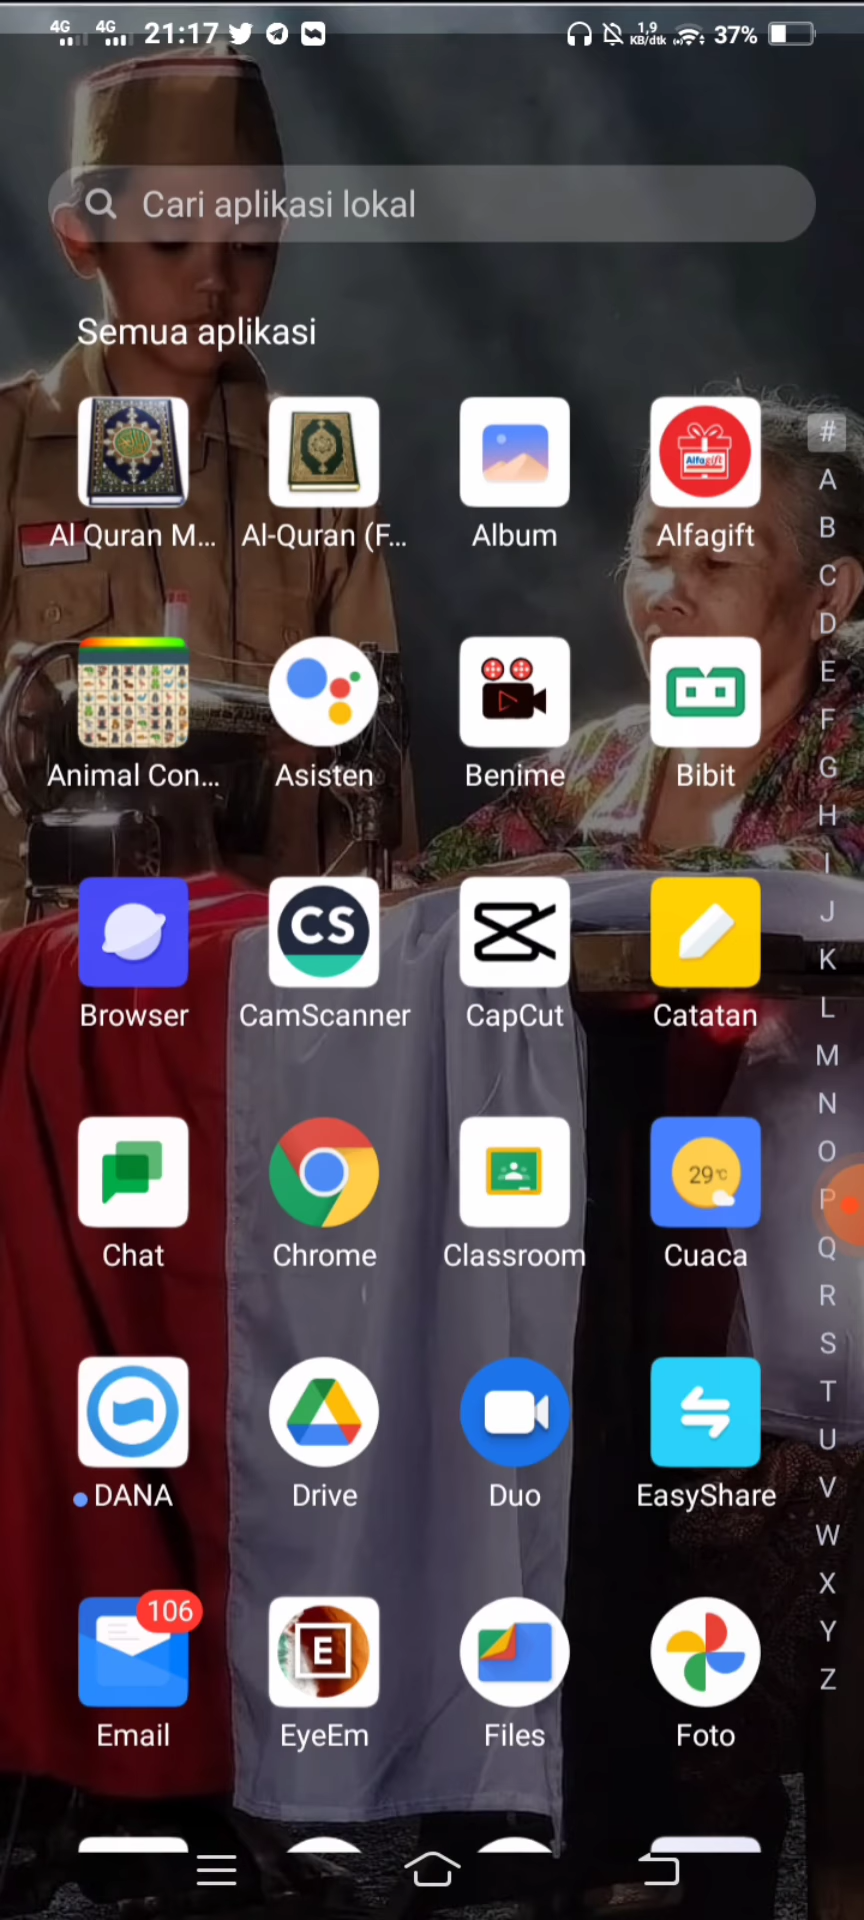 4G 4G 21:17 1,9 KB/dtk 37%
Cari aplikasi lokal
Semua aplikasi
Alfagift
Al Quran M... Al-Quran (F... Album Alfagift
Animal Con... Asisten Benime Bibit
CS
Browser CamScanner CapCut Catatan
29°C
Chat Chrome Classroom Cuaca
DANA Drive Duo EasyShare
106
E
Email EyeEm Files Foto
#
A
B
C
D
E
F
G
H
I
J
K
L
M
N
O
P
Q
R
S
T
U
V
W
X
Y
Z